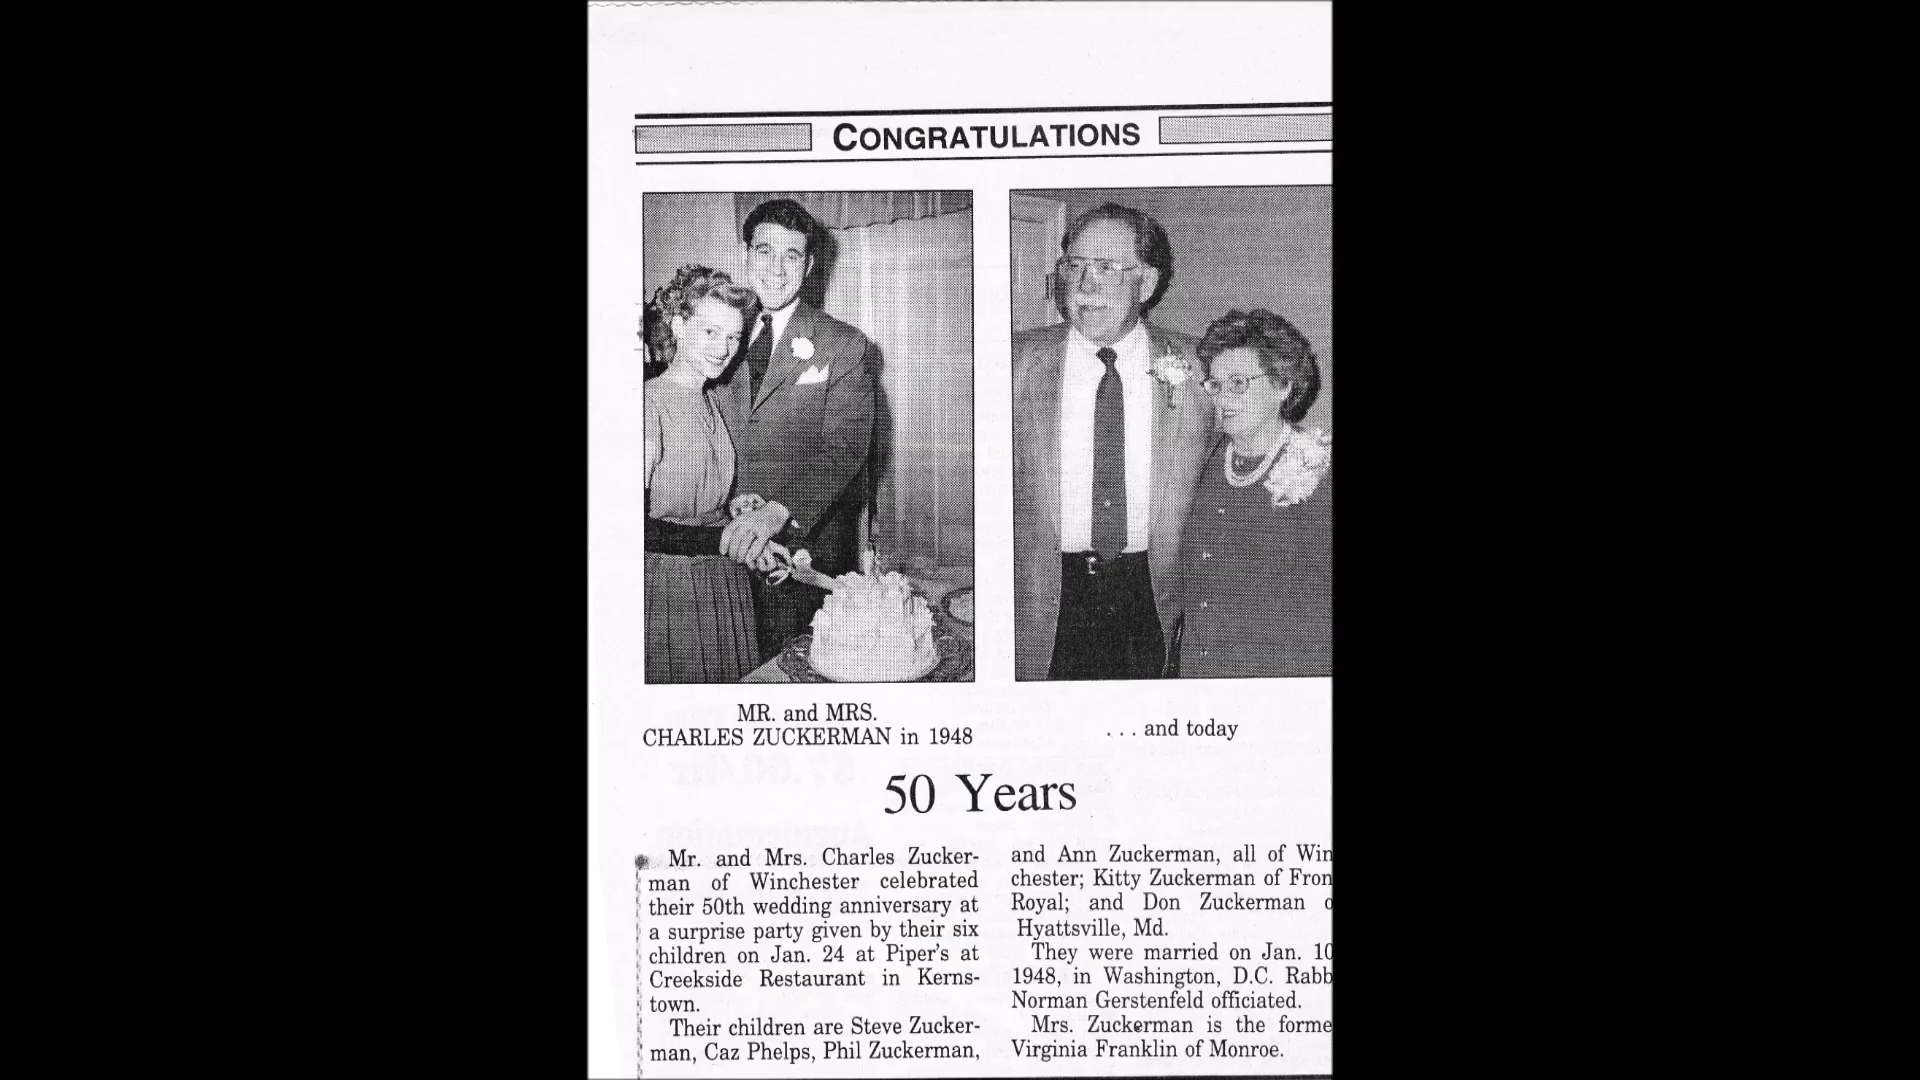 CONGRATULATIONS
MR. and MRS.
CHARLES ZUCKERMAN in 1948
. . . and today
50 Years
Mr. and Mrs. Charles Zucker-
man of Winchester celebrated
their 50th wedding anniversary at
a surprise party given by their six
children on Jan. 24 at Piper's at
Creekside Restaurant in Kerns-
town.
Their children are Steve Zucker-
man, Caz Phelps, Phil Zuckerman,
and Ann Zuckerman, all of Win
chester; Kitty Zuckerman of Fron
Royal; and Don Zuckerman o
Hyattsville, Md.
They were married on Jan. 10
1948, in Washington, D.C. Rabb
Norman Gerstenfeld officiated.
Mrs. Zuckerman is the forme
Virginia Franklin of Monroe.